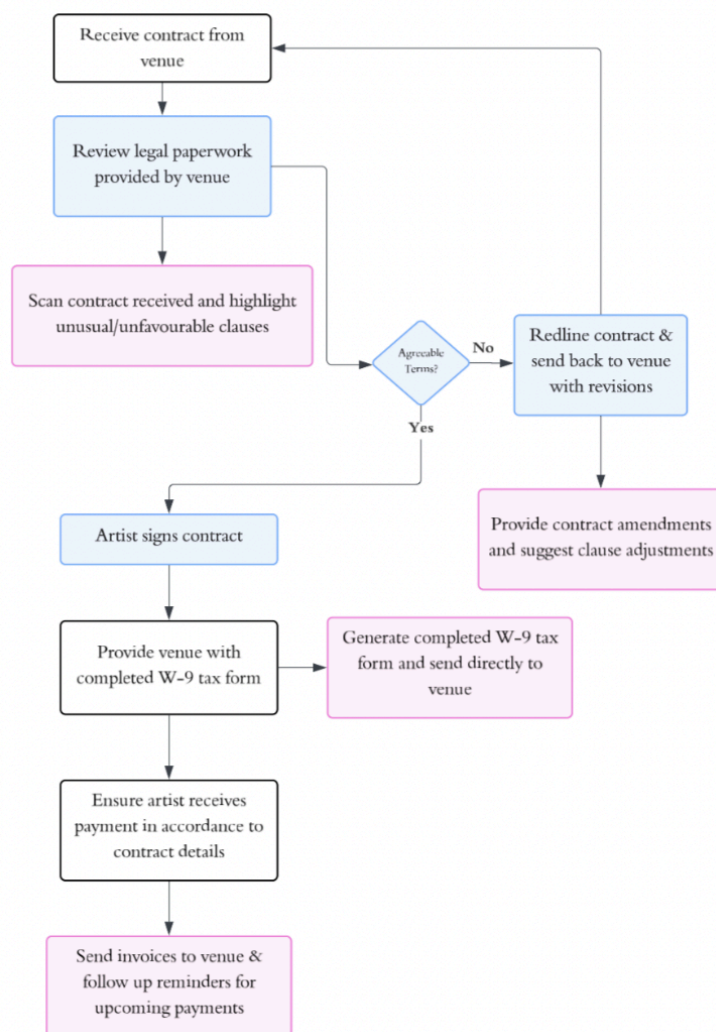 Receive contract from
venue
Review legal paperwork
provided by venue
Scan contract received and highlight
unusual/unfavourable clauses
Agreeable
Terms?
No
Redline contract &
send back to venue
with revisions
Yes
Provide contract amendments
and suggest clause adjustments
Artist signs contract
Provide venue with
completed W-9 tax form
Generate completed W-9 tax
form and send directly to
venue
Ensure artist receives
payment in accordance to
contract details
Send invoices to venue &
follow up reminders for
upcoming payments